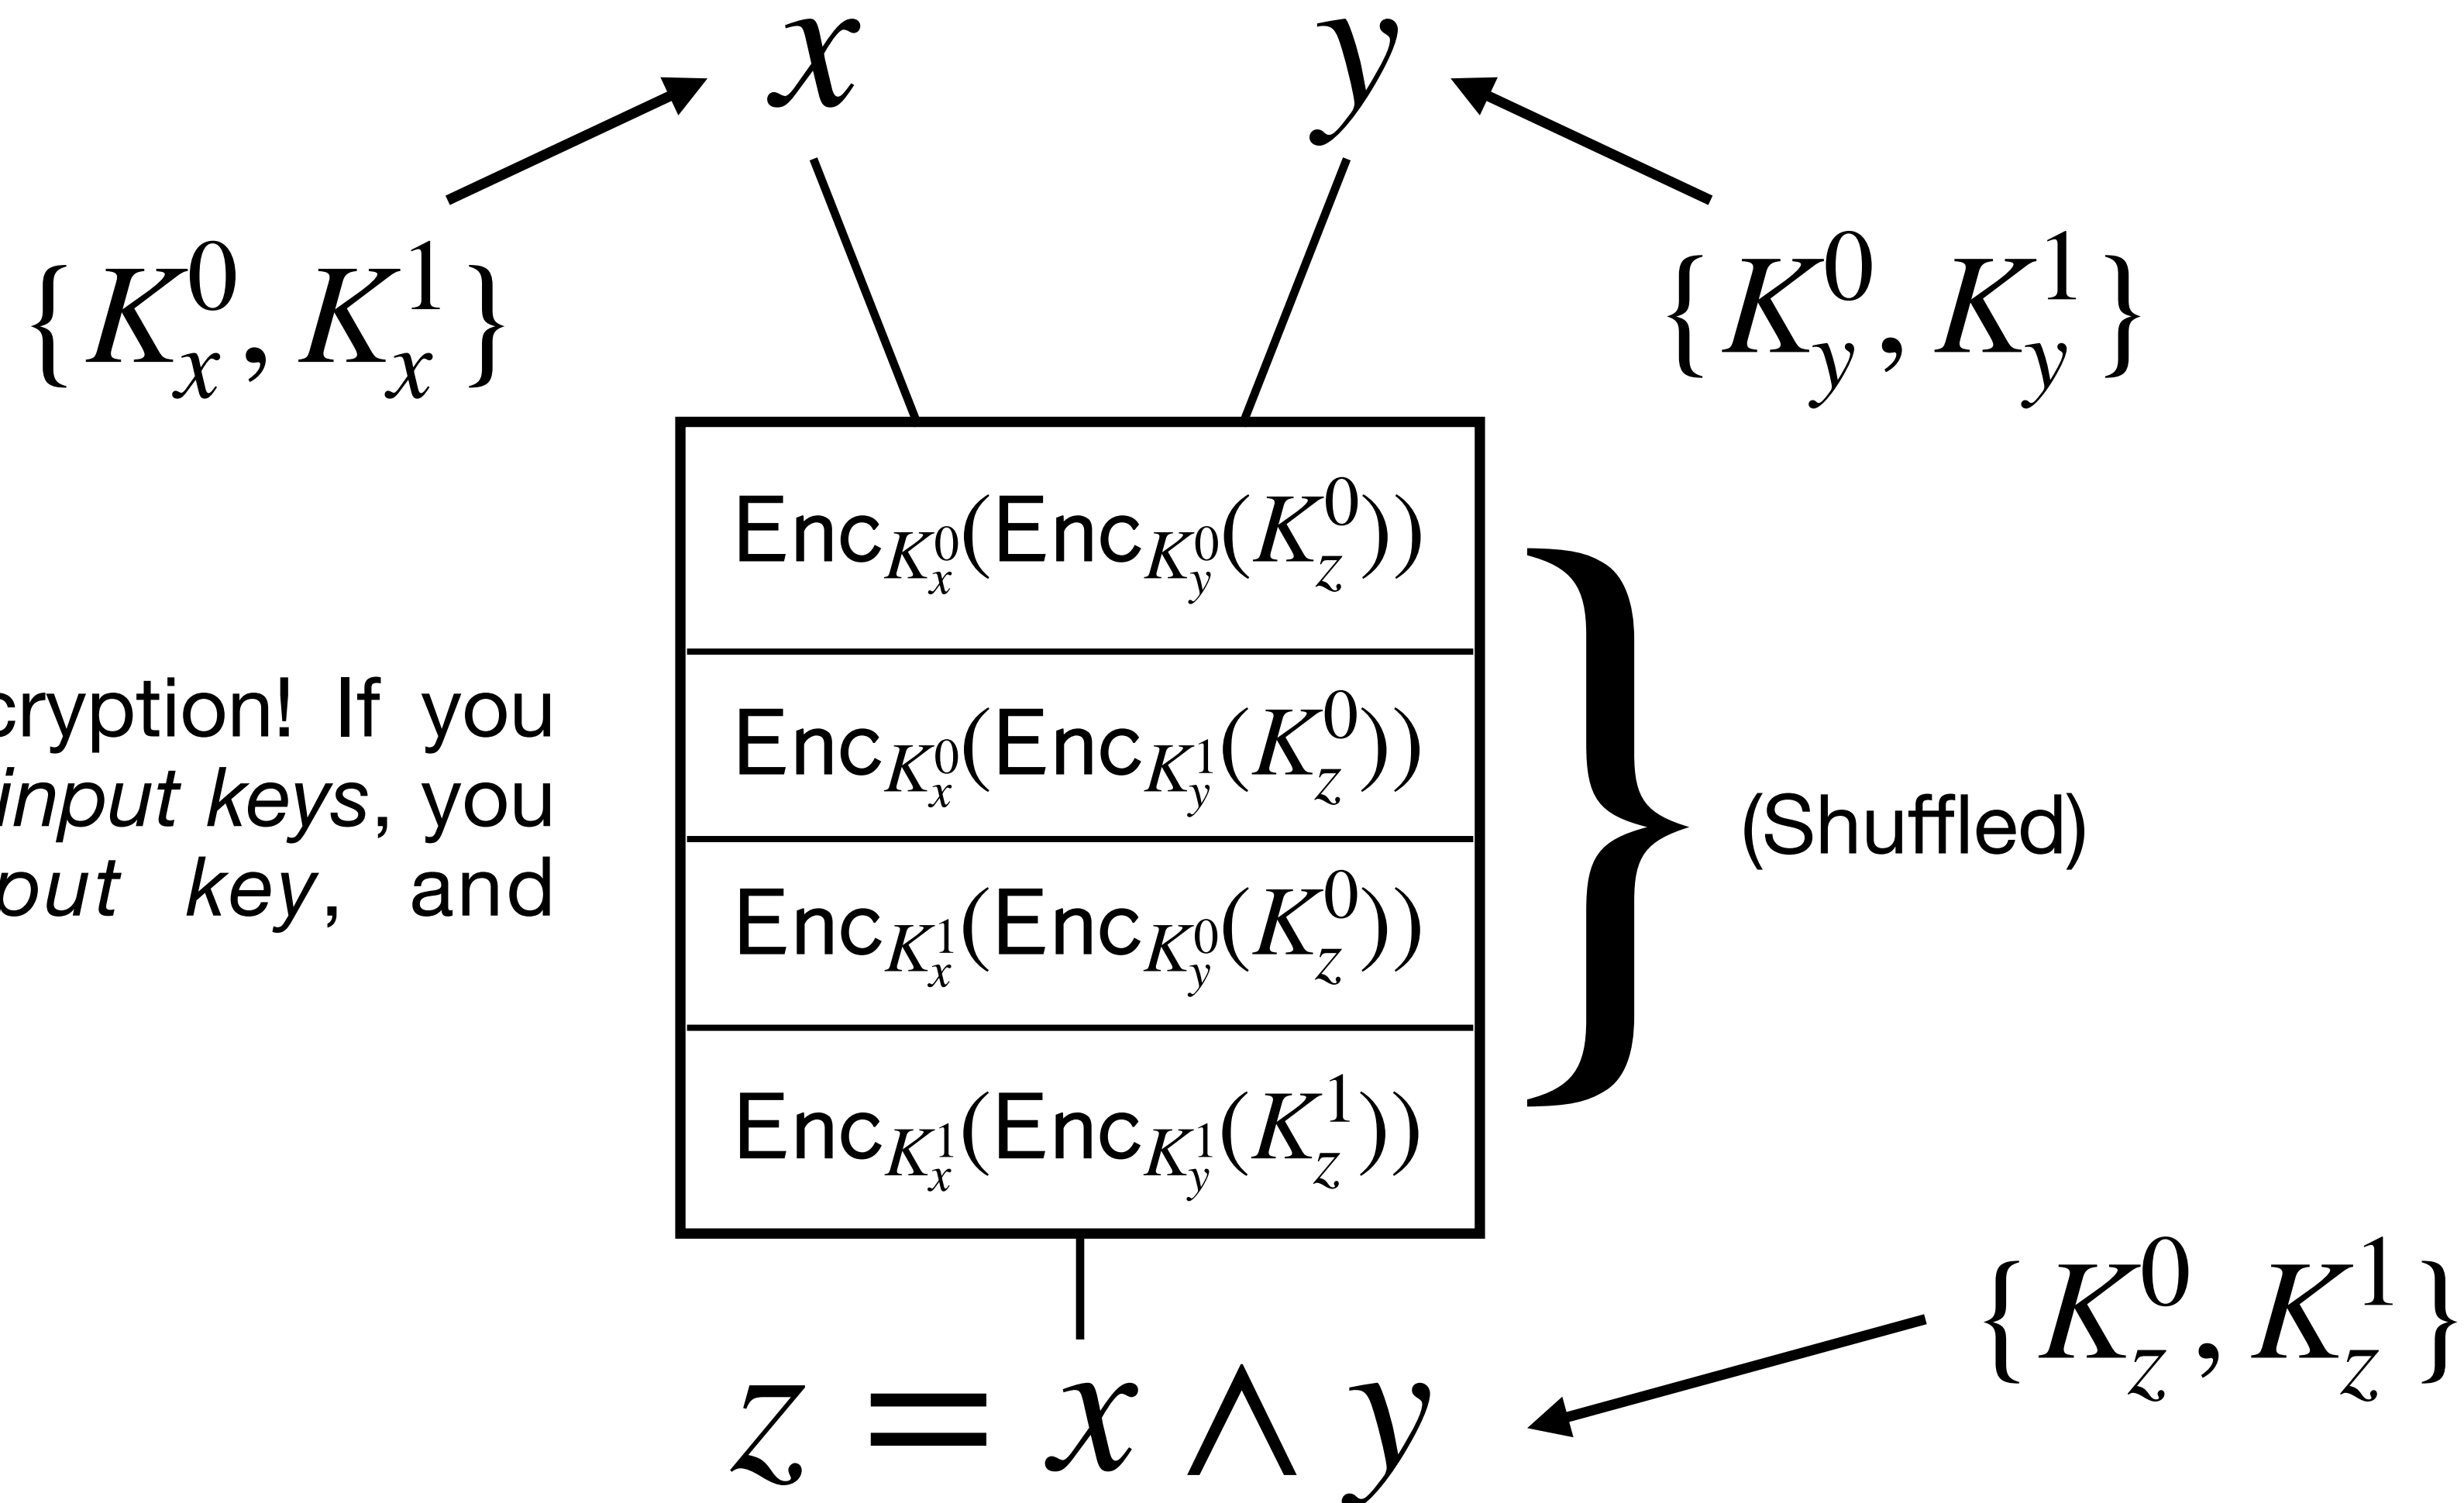 x y
{K_x^0, K_x^1} {K_y^0, K_y^1}
Enc_{K_x^0}(Enc_{K_y^0}(K_z^0))
cryption! If you
Enc_{K_x^0}(Enc_{K_y^1}(K_z^0))
input keys, you
(Shuffled)
put key, and
Enc_{K_x^1}(Enc_{K_y^0}(K_z^0))
Enc_{K_x^1}(Enc_{K_y^1}(K_z^1))
{K_z^0, K_z^1}
z = x ∧ y